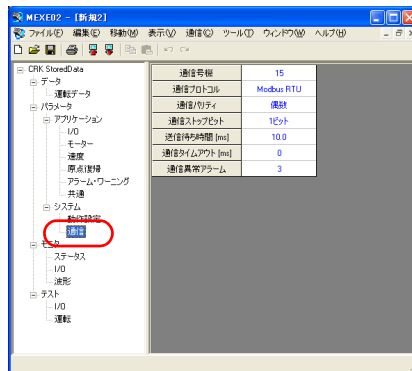 MEXE02 - [新規2]
ファイル(F) 編集(E) 移動(M) 表示(V) 通信(C) ツール(T) ウィンドウ(W) ヘルプ(H)
CRK StoredData
データ
運転データ
パラメータ
アプリケーション
I/O
モーター
速度
原点復帰
アラーム・ワーニング
共通
システム
動作設定
通信
モニタ
ステータス
I/O
波形
テスト
I/O
運転
通信号機 15
通信プロトコル Modbus RTU
通信パリティ 偶数
通信ストップビット 1ビット
送信待ち時間 [ms] 10.0
通信タイムアウト [ms] 0
通信異常アラーム 3